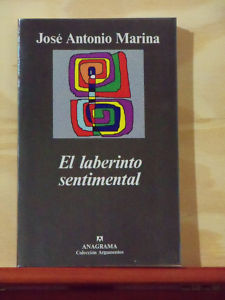 José Antonio Marina
El laberinto
sentimental
A
ANAGRAMA
Colección Argumentos